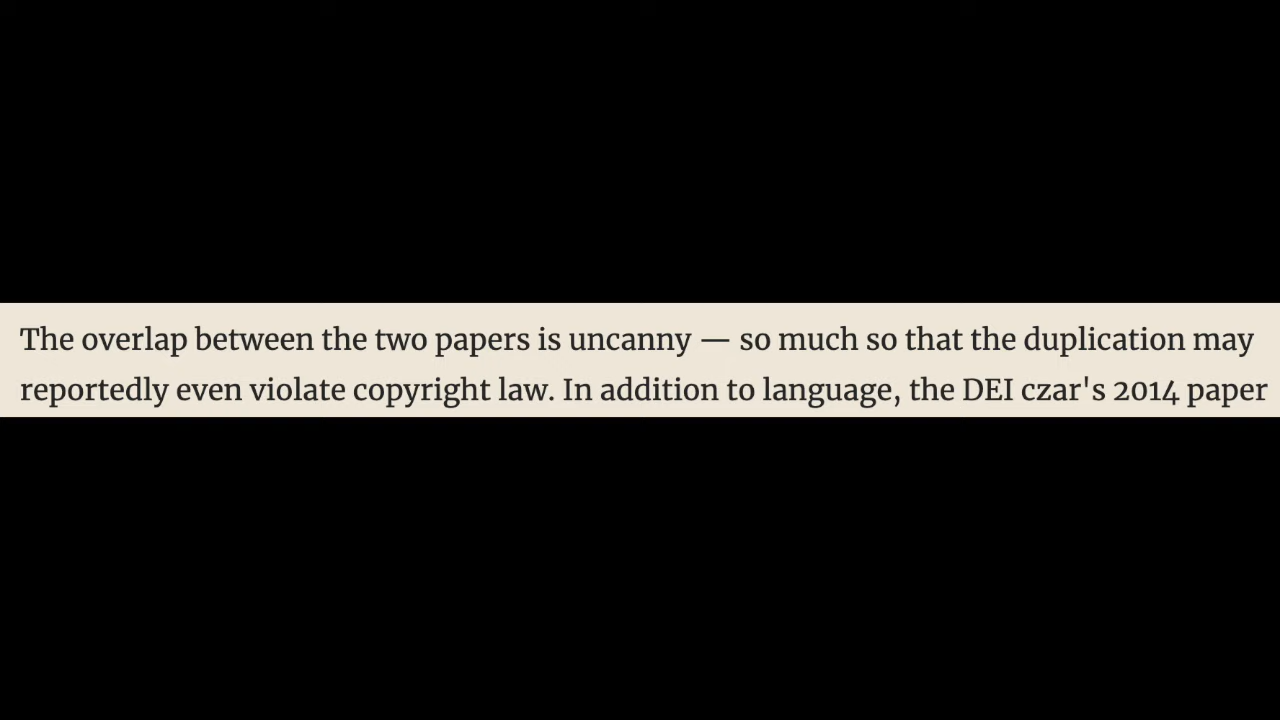 The overlap between the two papers is uncanny — so much so that the duplication may
reportedly even violate copyright law. In addition to language, the DEI czar's 2014 paper